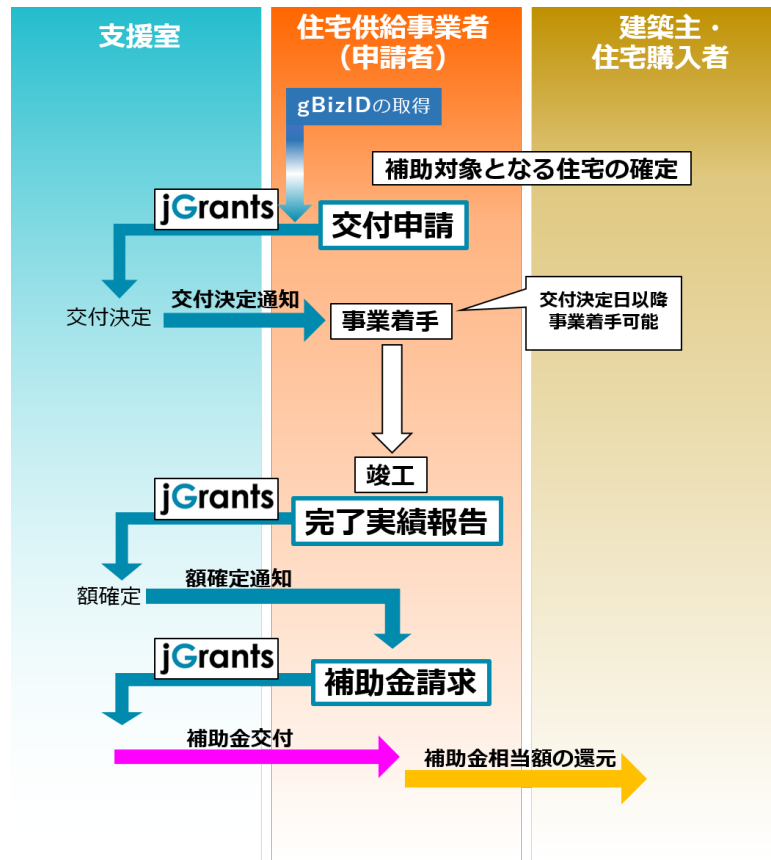 支援室
住宅供給事業者
（申請者）
建築主・
住宅購入者
gBizIDの取得
補助対象となる住宅の確定
jGrants
交付申請
交付決定
交付決定通知
事業着手
交付決定日以降
事業着手可能
竣工
jGrants
完了実績報告
額確定
額確定通知
jGrants
補助金請求
補助金交付
補助金相当額の還元